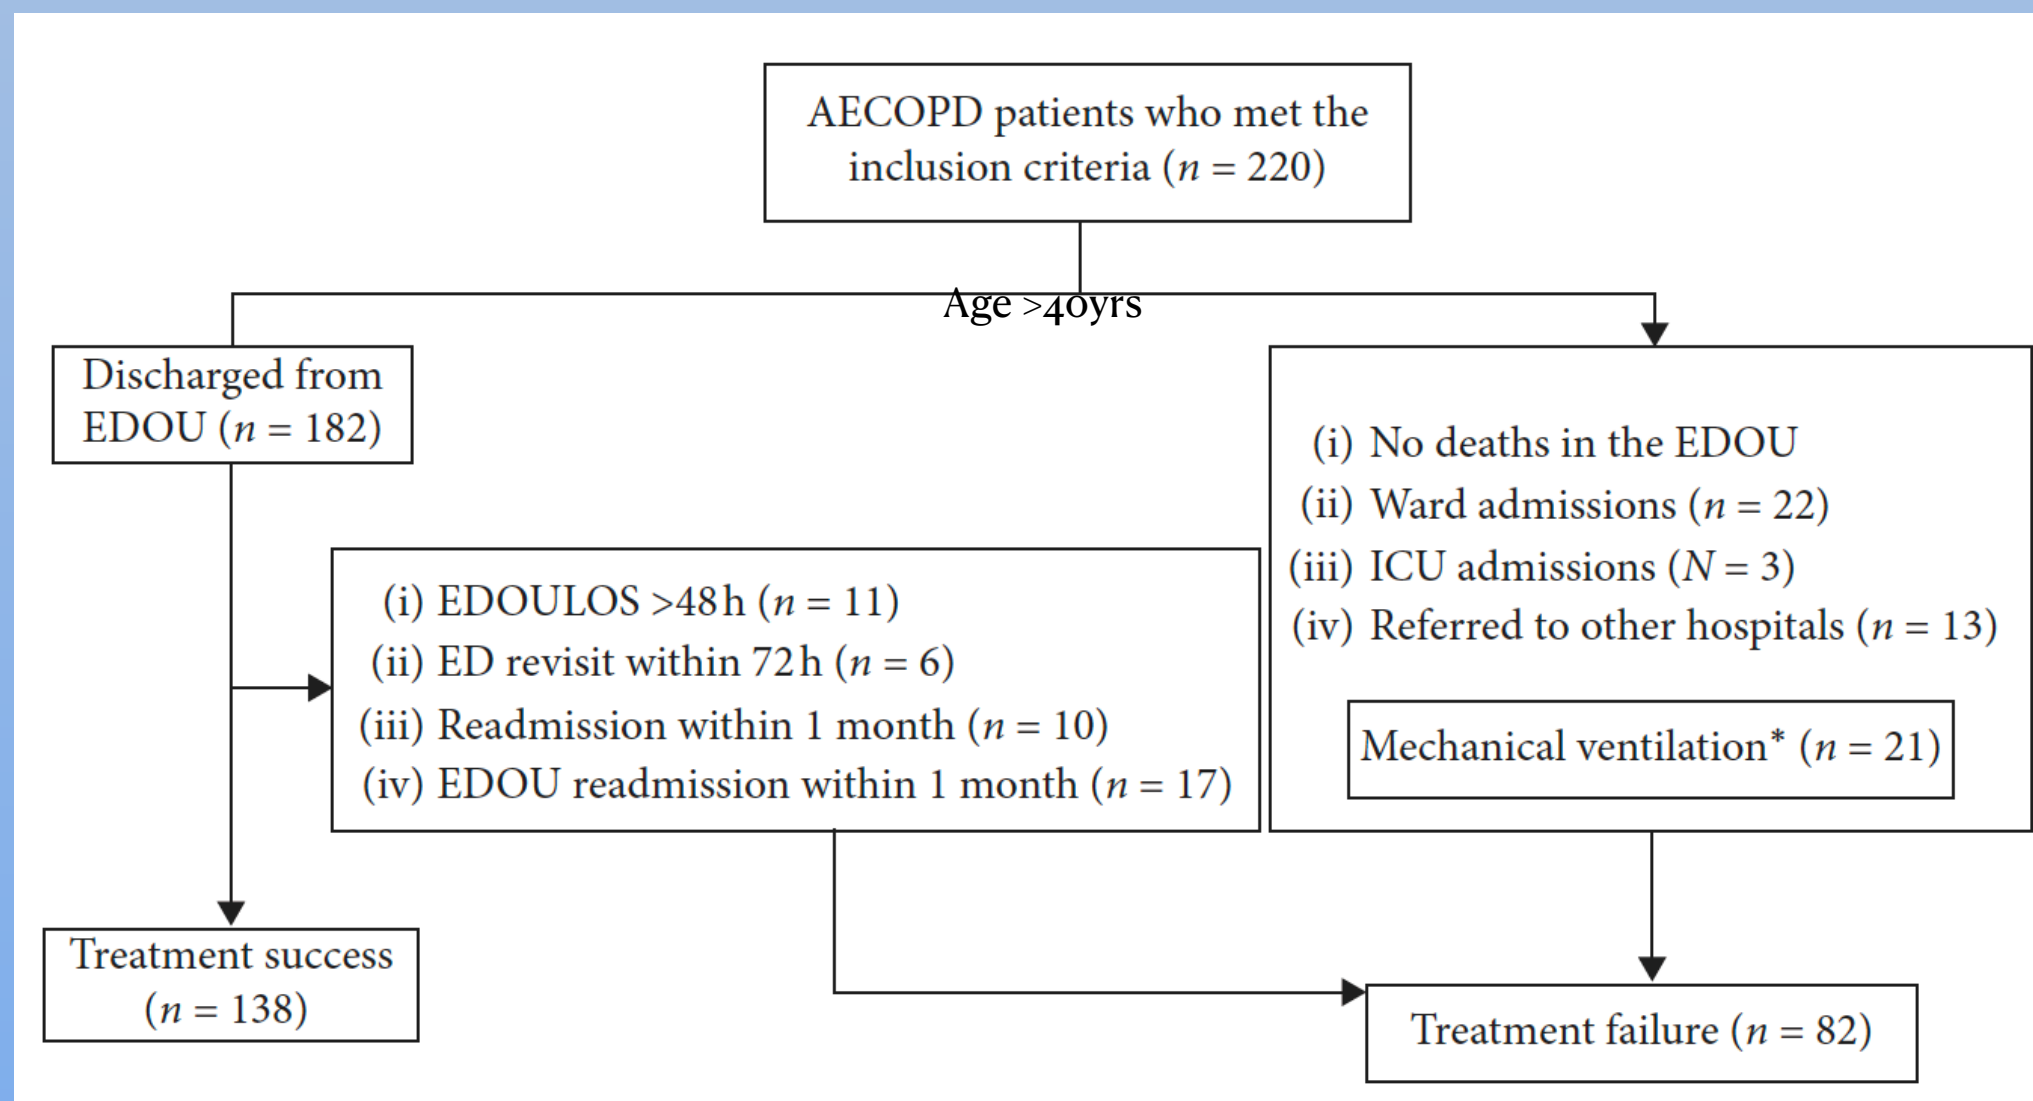 AECOPD patients who met the
inclusion criteria (n = 220)
Age >40yrs
Discharged from
EDOU (n = 182)
(i) No deaths in the EDOU
(ii) Ward admissions (n = 22)
(iii) ICU admissions (N = 3)
(iv) Referred to other hospitals (n = 13)
Mechanical ventilation* (n = 21)
(i) EDOULOS >48 h (n = 11)
(ii) ED revisit within 72 h (n = 6)
(iii) Readmission within 1 month (n = 10)
(iv) EDOU readmission within 1 month (n = 17)
Treatment success
(n = 138)
Treatment failure (n = 82)